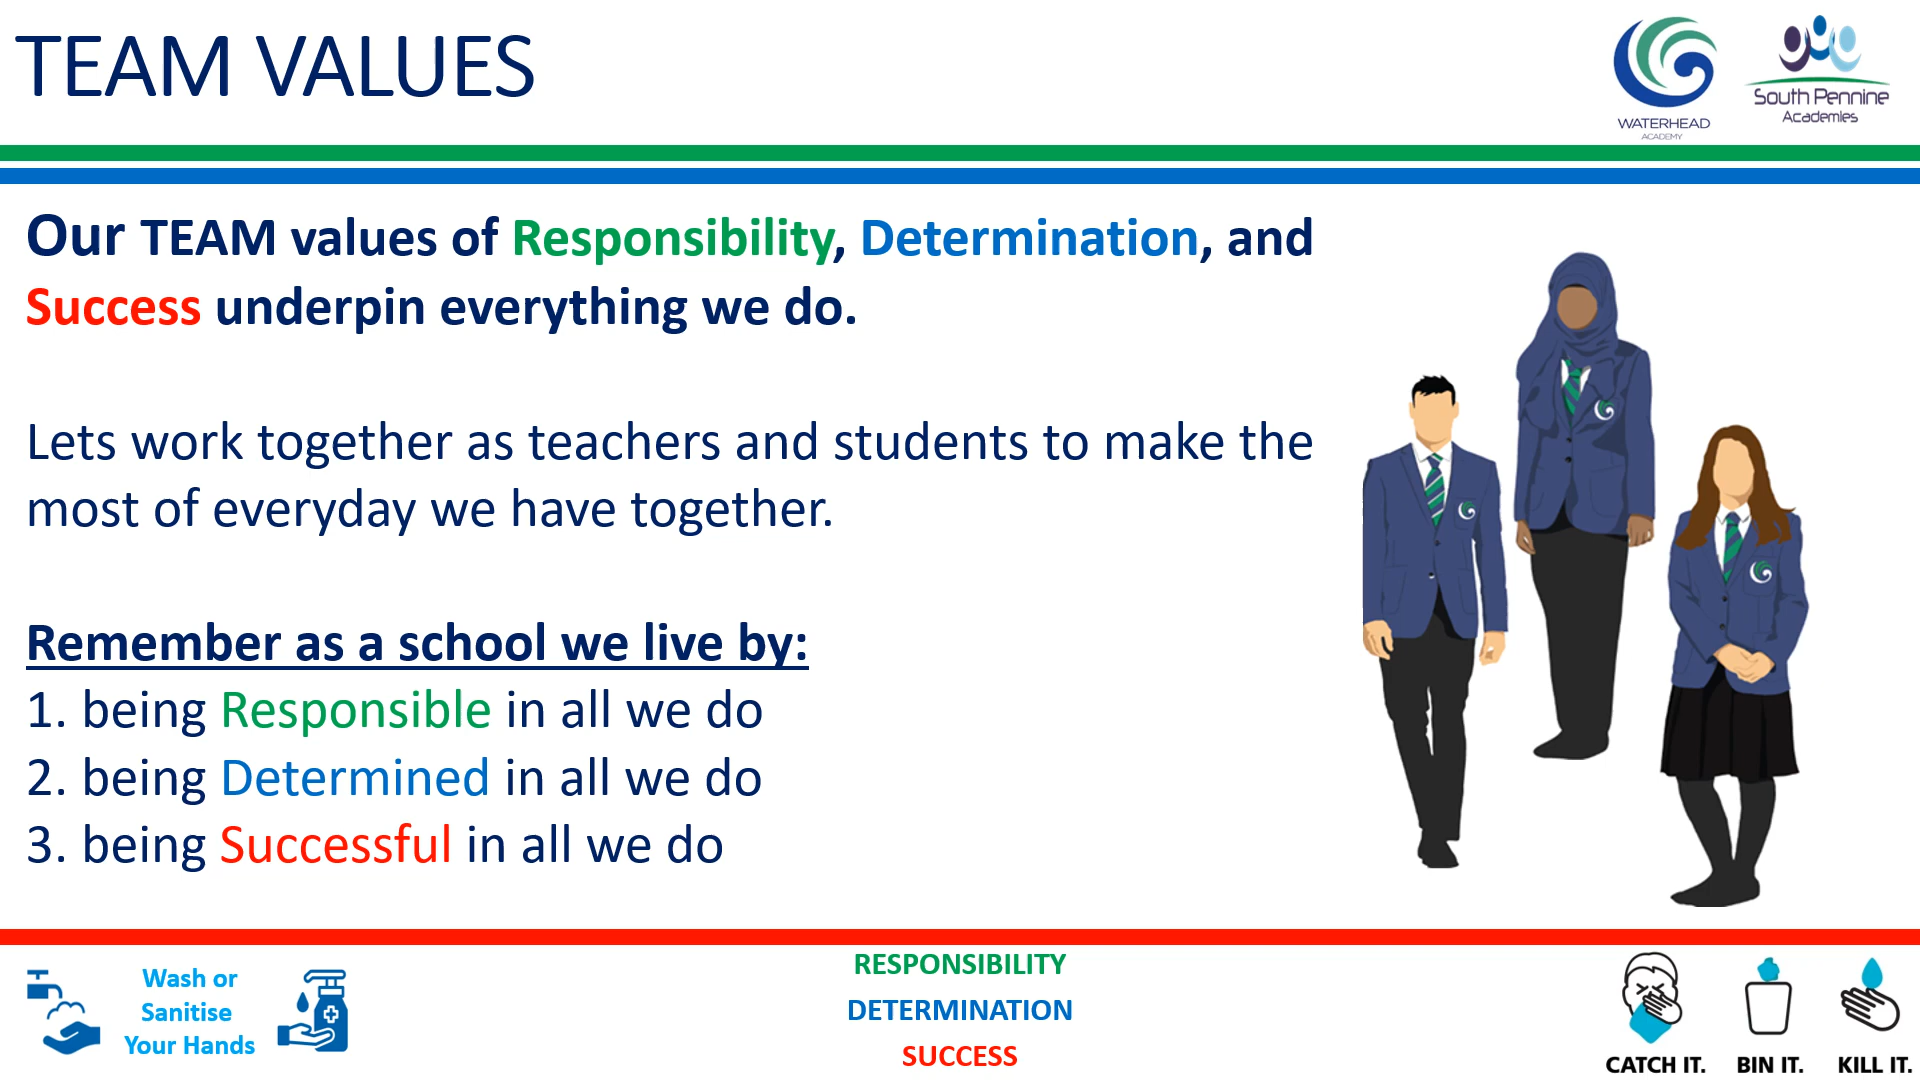 TEAM VALUES
WATERHEAD
ACADEMY
South Pennine
Academies
Our TEAM values of Responsibility, Determination, and
Success underpin everything we do.
Lets work together as teachers and students to make the
most of everyday we have together.
Remember as a school we live by:
1. being Responsible in all we do
2. being Determined in all we do
3. being Successful in all we do
Wash or
Sanitise
Your Hands
RESPONSIBILITY
DETERMINATION
SUCCESS
CATCH IT. BIN IT. KILL IT.